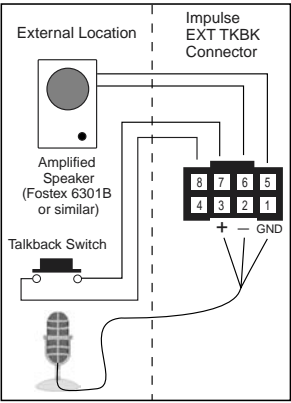 External Location
Impulse
EXT TKBK
Connector
Amplified
Speaker
(Fostex 6301B
or similar)
8 7 6 5
4 3 2 1
+ — GND
Talkback Switch